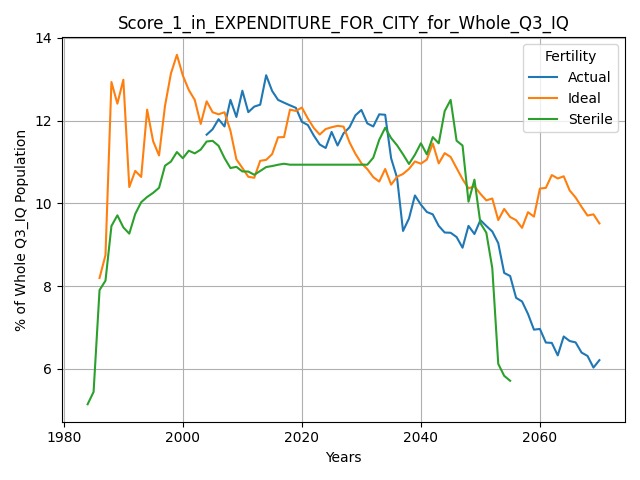 Score_1_in_EXPENDITURE_FOR_CITY_for_Whole_Q3_IQ
% of Whole Q3_IQ Population
14
12
10
8
6
Fertility
Actual
Ideal
Sterile
1980
2000
2020
2040
2060
Years